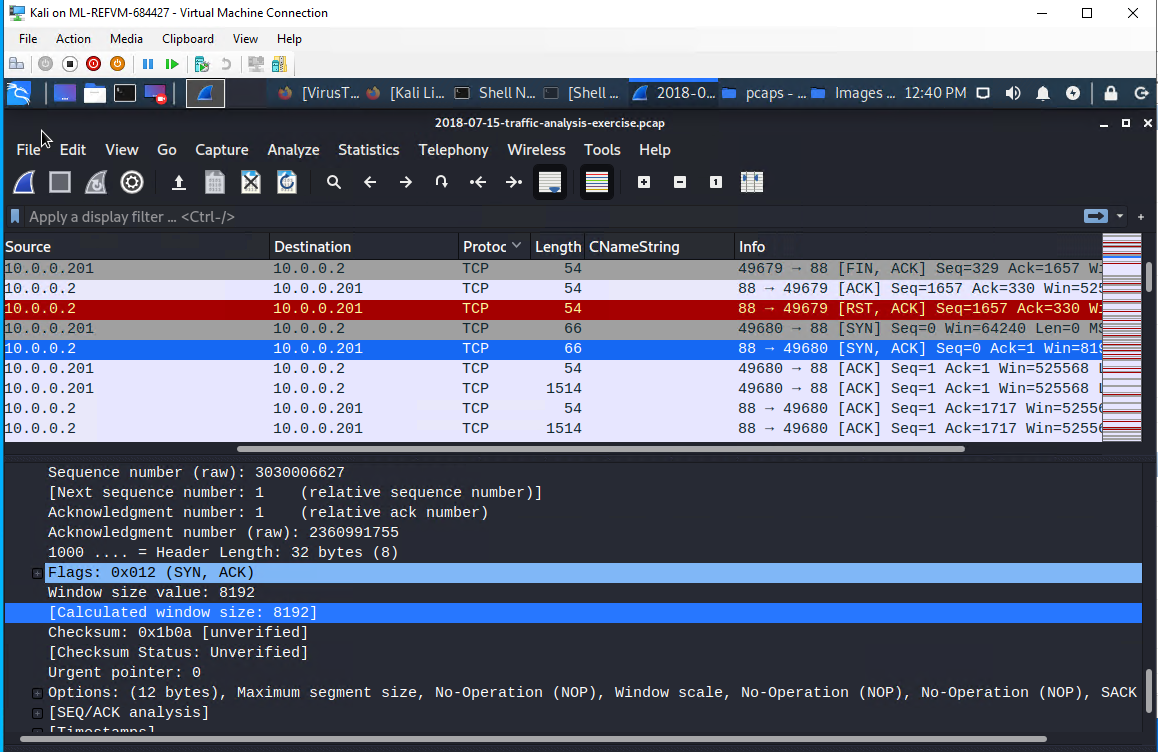 Kali on ML-REFVM-684427 - Virtual Machine Connection
File Action Media Clipboard View Help
[VirusT... [Kali Li... Shell N... [Shell ... 2018-0... pcaps - ... Images ... 12:40 PM
2018-07-15-traffic-analysis-exercise.pcap
File Edit View Go Capture Analyze Statistics Telephony Wireless Tools Help
Apply a display filter ... <Ctrl-/>
Source Destination Protoc Length CNameString Info
10.0.0.201 10.0.0.2 TCP 54 49679 → 88 [FIN, ACK] Seq=329 Ack=1657 Wi
10.0.0.2 10.0.0.201 TCP 54 88 → 49679 [ACK] Seq=1657 Ack=330 Win=525
10.0.0.2 10.0.0.201 TCP 54 88 → 49679 [RST, ACK] Seq=1657 Ack=330 W
10.0.0.201 10.0.0.2 TCP 66 49680 → 88 [SYN] Seq=0 Win=64240 Len=0 MS
10.0.0.2 10.0.0.201 TCP 66 88 → 49680 [SYN, ACK] Seq=0 Ack=1 Win=819
10.0.0.201 10.0.0.2 TCP 54 49680 → 88 [ACK] Seq=1 Ack=1 Win=525568 L
10.0.0.201 10.0.0.2 TCP 1514 49680 → 88 [ACK] Seq=1 Ack=1 Win=525568 L
10.0.0.2 10.0.0.201 TCP 54 88 → 49680 [ACK] Seq=1 Ack=1717 Win=52556
10.0.0.2 10.0.0.201 TCP 1514 88 → 49680 [ACK] Seq=1 Ack=1717 Win=52556
Sequence number (raw): 3030006627
[Next sequence number: 1 (relative sequence number)]
Acknowledgment number: 1 (relative ack number)
Acknowledgment number (raw): 2360991755
1000 .... = Header Length: 32 bytes (8)
Flags: 0x012 (SYN, ACK)
Window size value: 8192
[Calculated window size: 8192]
Checksum: 0x1b0a [unverified]
[Checksum Status: Unverified]
Urgent pointer: 0
Options: (12 bytes), Maximum segment size, No-Operation (NOP), Window scale, No-Operation (NOP), No-Operation (NOP), SACK
[SEQ/ACK analysis]
[Timestamps]